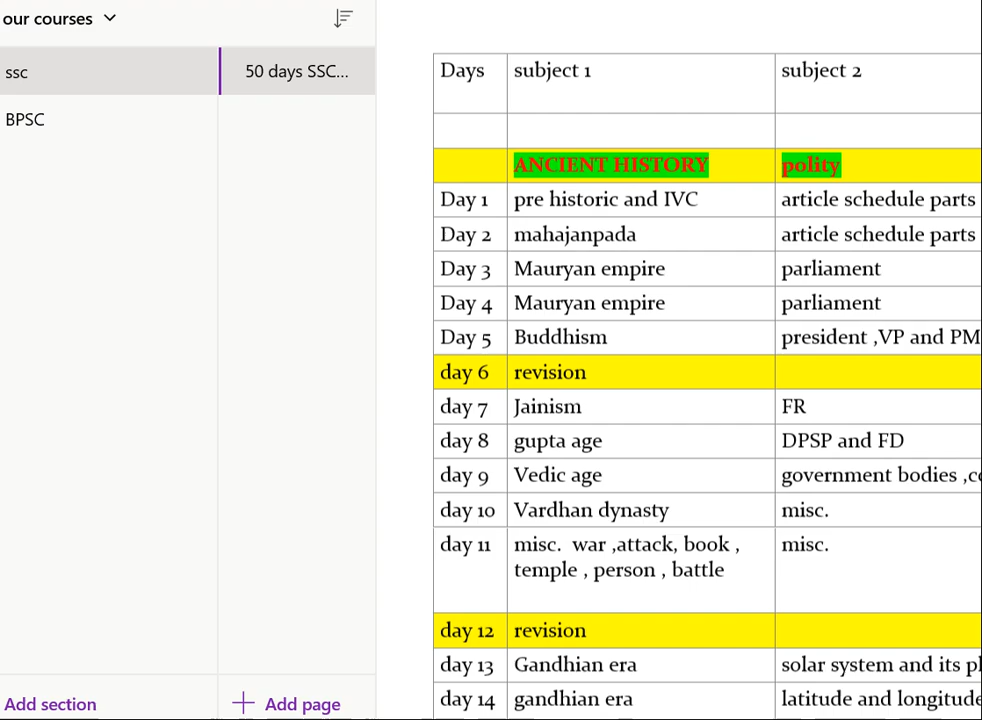 our courses
ssc
50 days SSC...
BPSC
Add section
Add page
Days subject 1 subject 2
ANCIENT HISTORY polity
Day 1 pre historic and IVC article schedule parts
Day 2 mahajanpada article schedule parts
Day 3 Mauryan empire parliament
Day 4 Mauryan empire parliament
Day 5 Buddhism president ,VP and PM
day 6 revision
day 7 Jainism FR
day 8 gupta age DPSP and FD
day 9 Vedic age government bodies ,
day 10 Vardhan dynasty misc.
day 11 misc. war ,attack, book , misc.
temple , person , battle
day 12 revision
day 13 Gandhian era solar system and its
day 14 gandhian era latitude and longitude